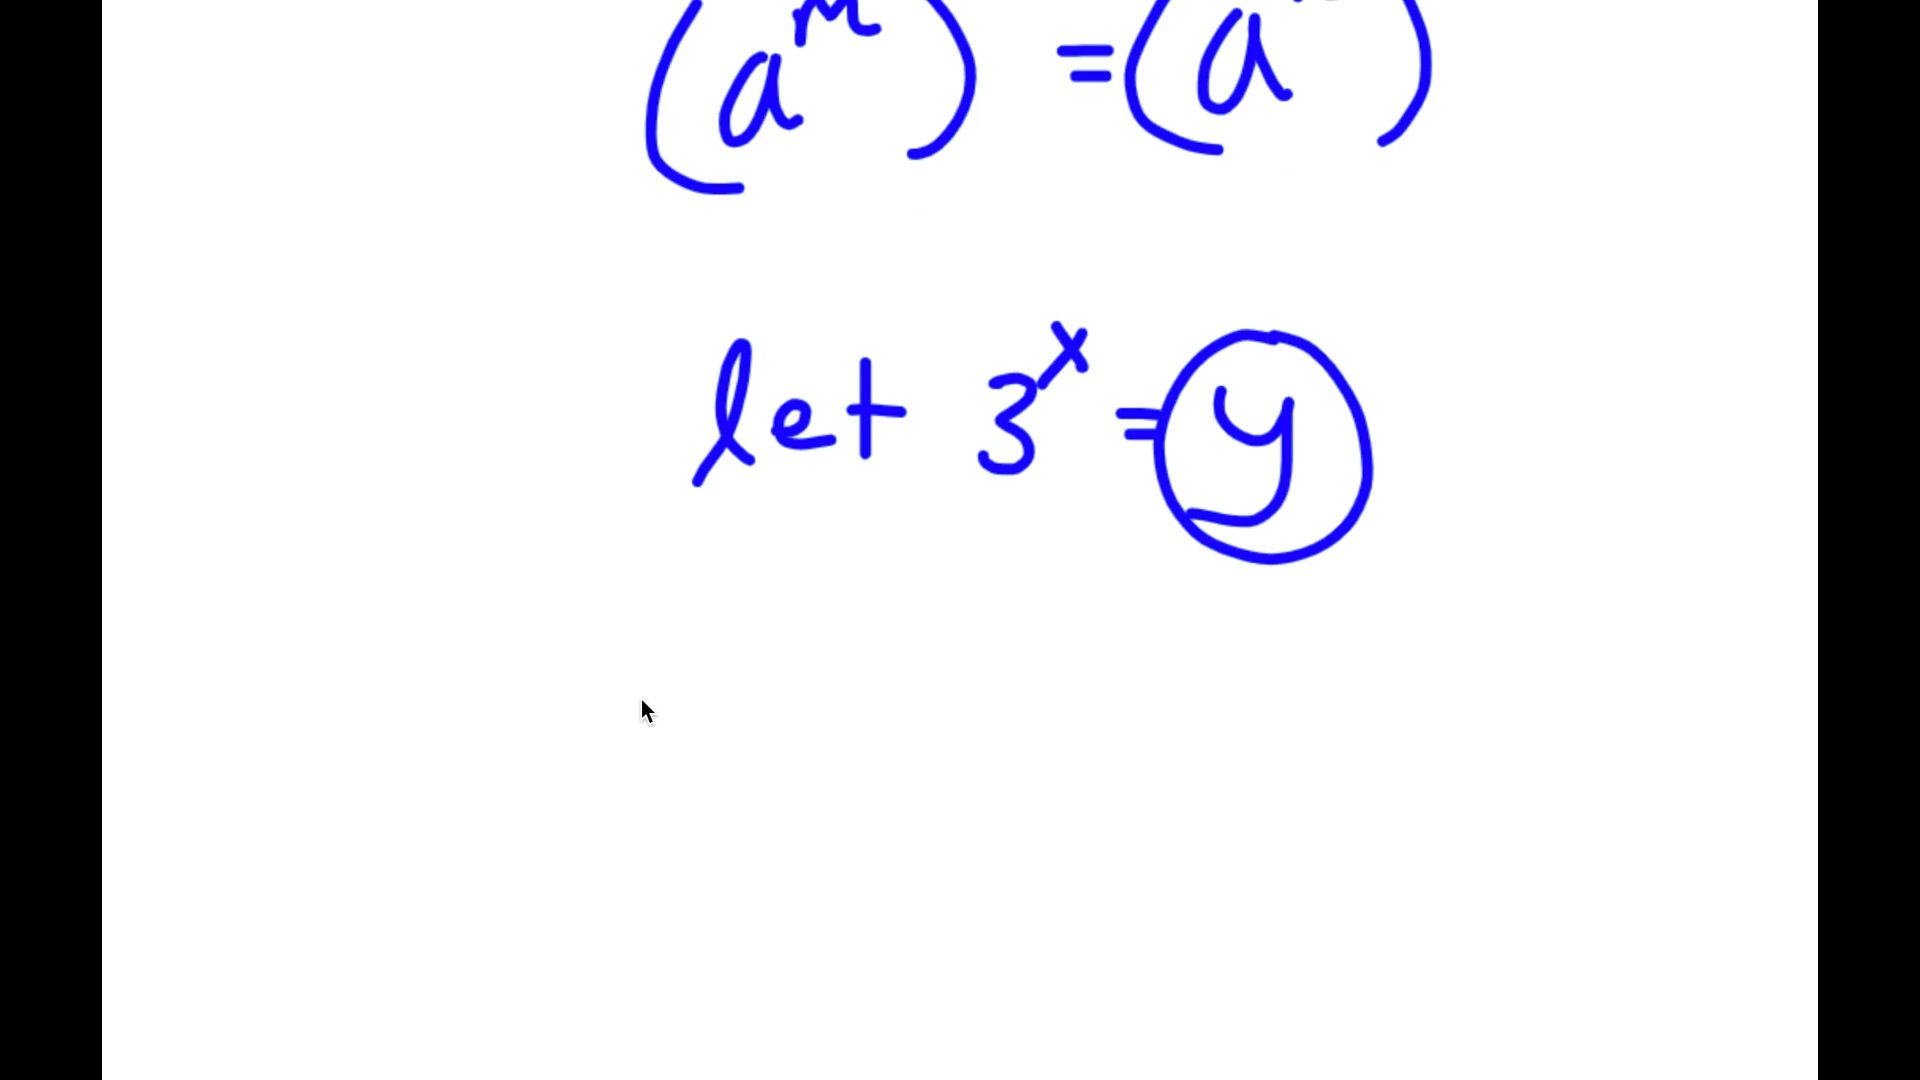 (a^m) = (a
let 3^x = y